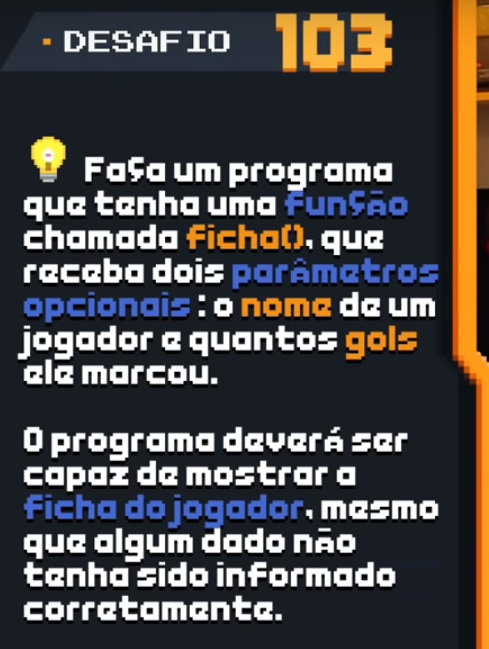 DESAFIO 103
Faça um programa
que tenha uma função
chamada ficha(), que
receba dois parâmetros
opcionais : o nome de um
jogador e quantos gols
ele marcou.
O programa deverá ser
capaz de mostrar a
ficha do jogador, mesmo
que algum dado não
tenha sido informado
corretamente.